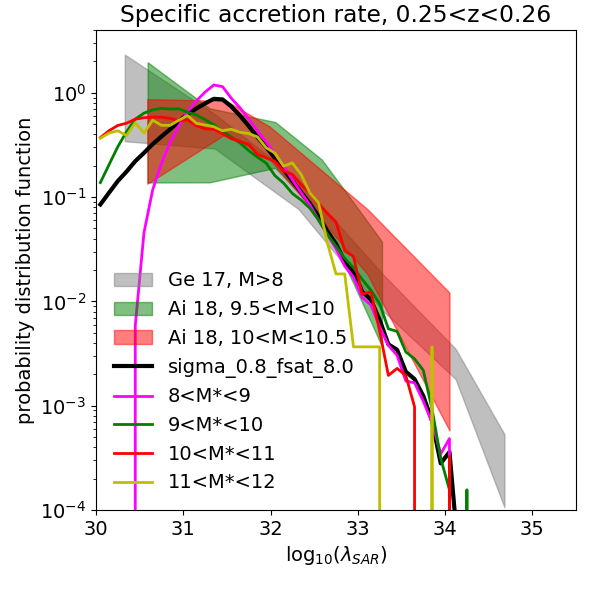 Specific accretion rate, 0.25<z<0.26
probability distribution function
10⁰
10⁻¹
10⁻²
10⁻³
10⁻⁴
Ge 17, M>8
Ai 18, 9.5<M<10
Ai 18, 10<M<10.5
sigma_0.8_fsat_8.0
8<M*<9
9<M*<10
10<M*<11
11<M*<12
30 31 32 33 34 35
log₁₀(λ_SAR)